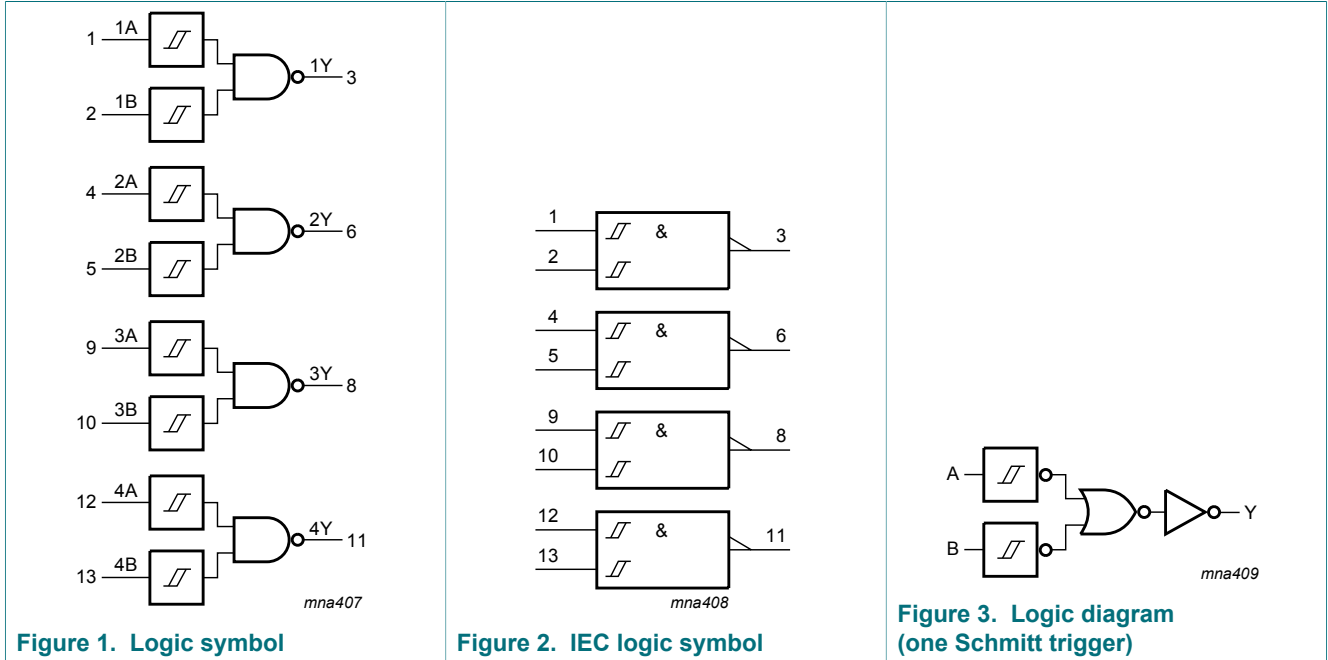 1 1A
1Y 3
2 1B
4 2A
2Y 6
5 2B
9 3A
3Y 8
10 3B
12 4A
4Y 11
13 4B
mna407
Figure 1. Logic symbol
1
&
3
2
4
&
6
5
9
&
8
10
12
&
11
13
mna408
Figure 2. IEC logic symbol
A
Y
B
mna409
Figure 3. Logic diagram
(one Schmitt trigger)